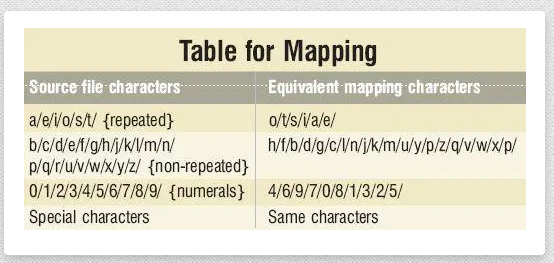 Table for Mapping
Source file characters Equivalent mapping characters
a/e/i/o/s/t/ {repeated} o/t/s/i/a/e/
b/c/d/e/f/g/h/j/k/l/m/n/ h/f/b/d/g/c/l/n/j/k/m/u/y/p/z/q/v/w/x/p/
p/q/r/u/v/w/x/y/z/ {non-repeated}
0/1/2/3/4/5/6/7/8/9/ {numerals} 4/6/9/7/0/8/1/3/2/5/
Special characters Same characters